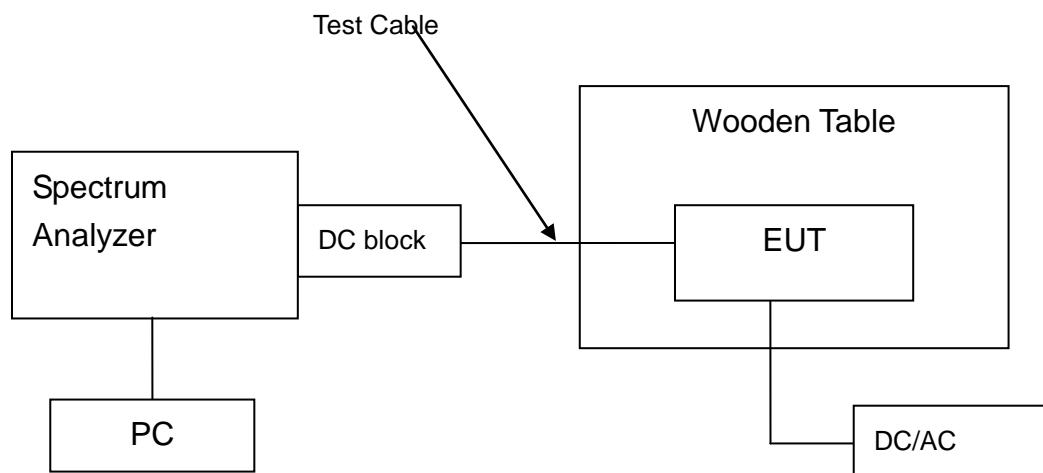 Test Cable
Wooden Table
Spectrum
Analyzer
DC block
EUT
PC
DC/AC